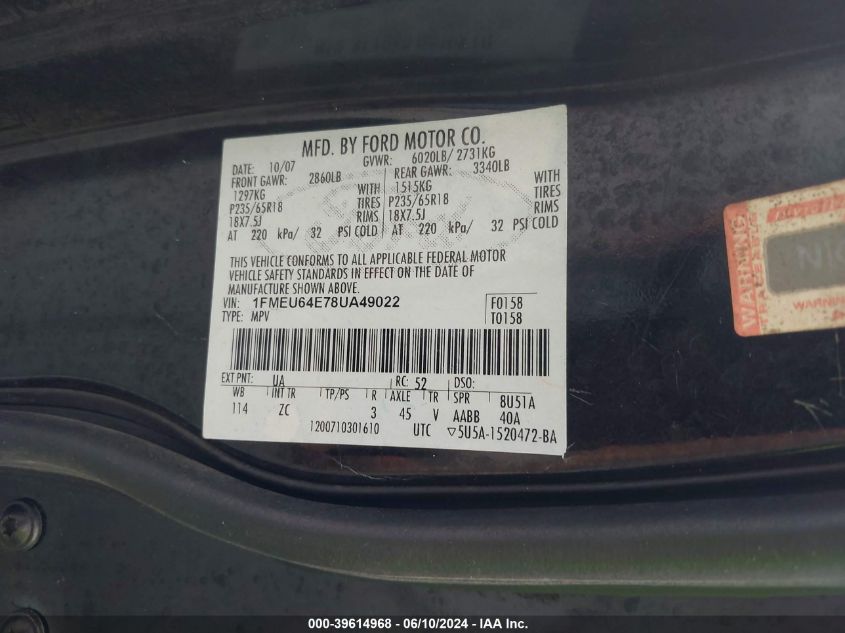 MFD. BY FORD MOTOR CO.
DATE: 10/07 GVWR: 6020LB/ 2731KG
FRONT GAWR: 2860LB REAR GAWR: 3340LB
1297KG WITH 1515KG WITH
P235/65R18 TIRES P235/65R18 TIRES
18X7.5J RIMS 18X7.5J RIMS
AT 220 kPa/ 32 PSI COLD AT 220 kPa/ 32 PSI COLD
THIS VEHICLE CONFORMS TO ALL APPLICABLE FEDERAL MOTOR
VEHICLE SAFETY STANDARDS IN EFFECT ON THE DATE OF
MANUFACTURE SHOWN ABOVE.
VIN: 1FMEU64E78UA49022 F0158
TYPE: MPV T0158
EXT PNT: UA RC: 52 DSO:
WB INT TR TP/PS R AXLE TR SPR 8U51A
114 ZC 3 45 V AABB 40A
1200710301610 UTC ▽5U5A-1520472-BA
WARNING
WARNING
000-39614968 - 06/10/2024 - IAA Inc.